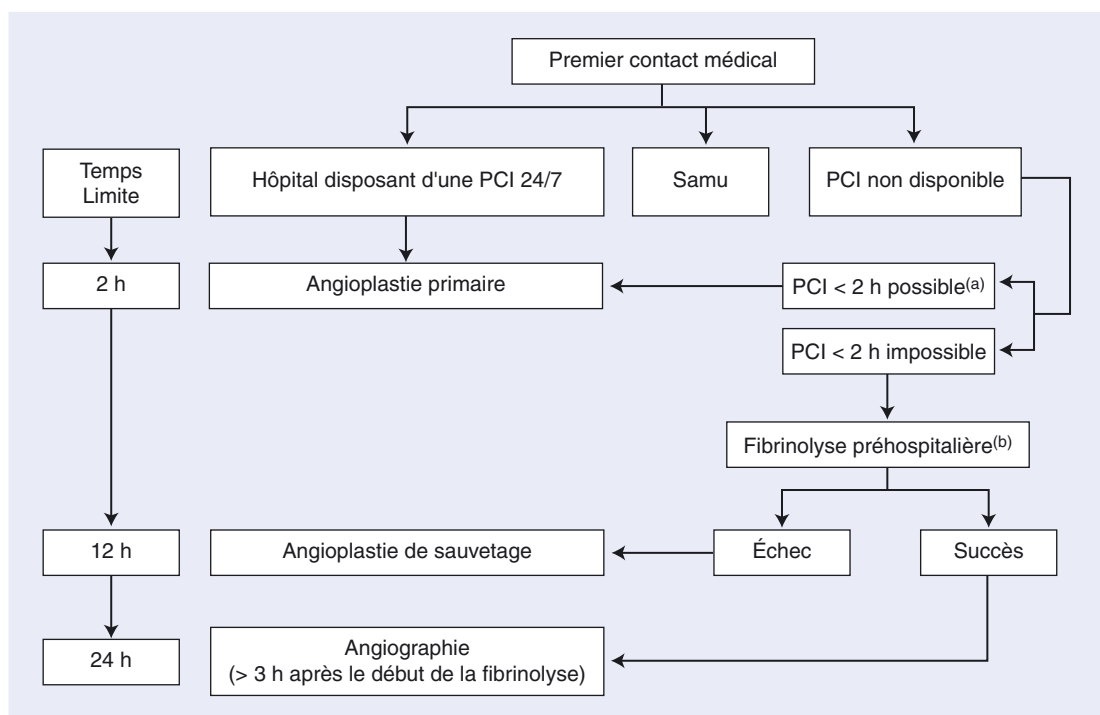 Premier contact médical
Temps
Limite
Hôpital disposant d'une PCI 24/7
Samu
PCI non disponible
2 h
Angioplastie primaire
PCI < 2 h possible(a)
PCI < 2 h impossible
Fibrinolyse préhospitalière(b)
12 h
Angioplastie de sauvetage
Échec
Succès
24 h
Angiographie
(> 3 h après le début de la fibrinolyse)